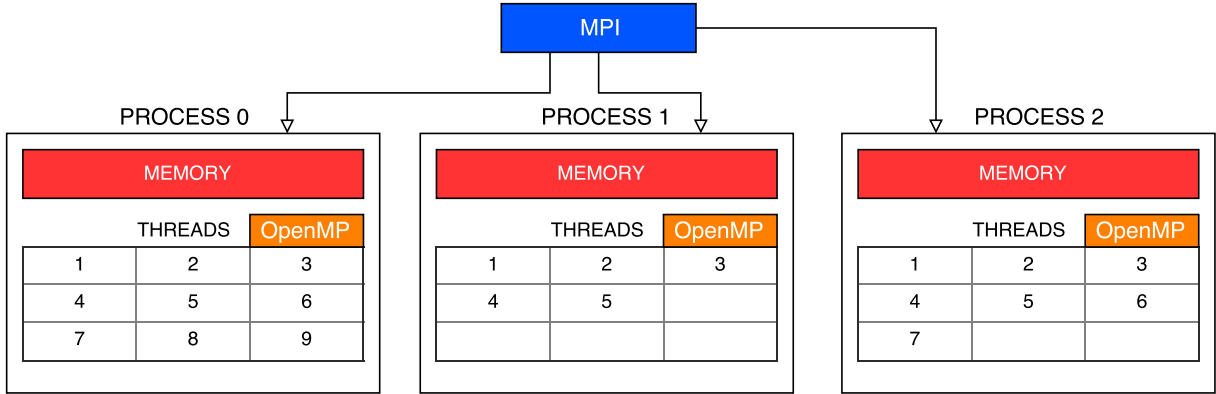 MPI
PROCESS 0
PROCESS 1
PROCESS 2
MEMORY
MEMORY
MEMORY
THREADS OpenMP
1 2 3
4 5 6
7 8 9
THREADS OpenMP
1 2 3
4 5
THREADS OpenMP
1 2 3
4 5 6
7